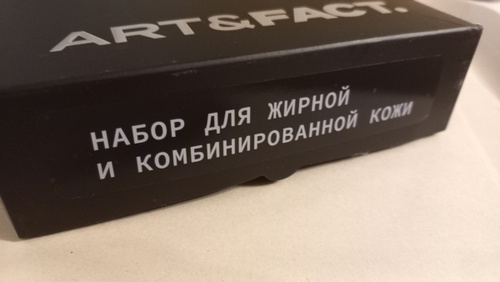 ART&FACT.
НАБОР ДЛЯ ЖИРНОЙ
И КОМБИНИРОВАННОЙ КОЖИ